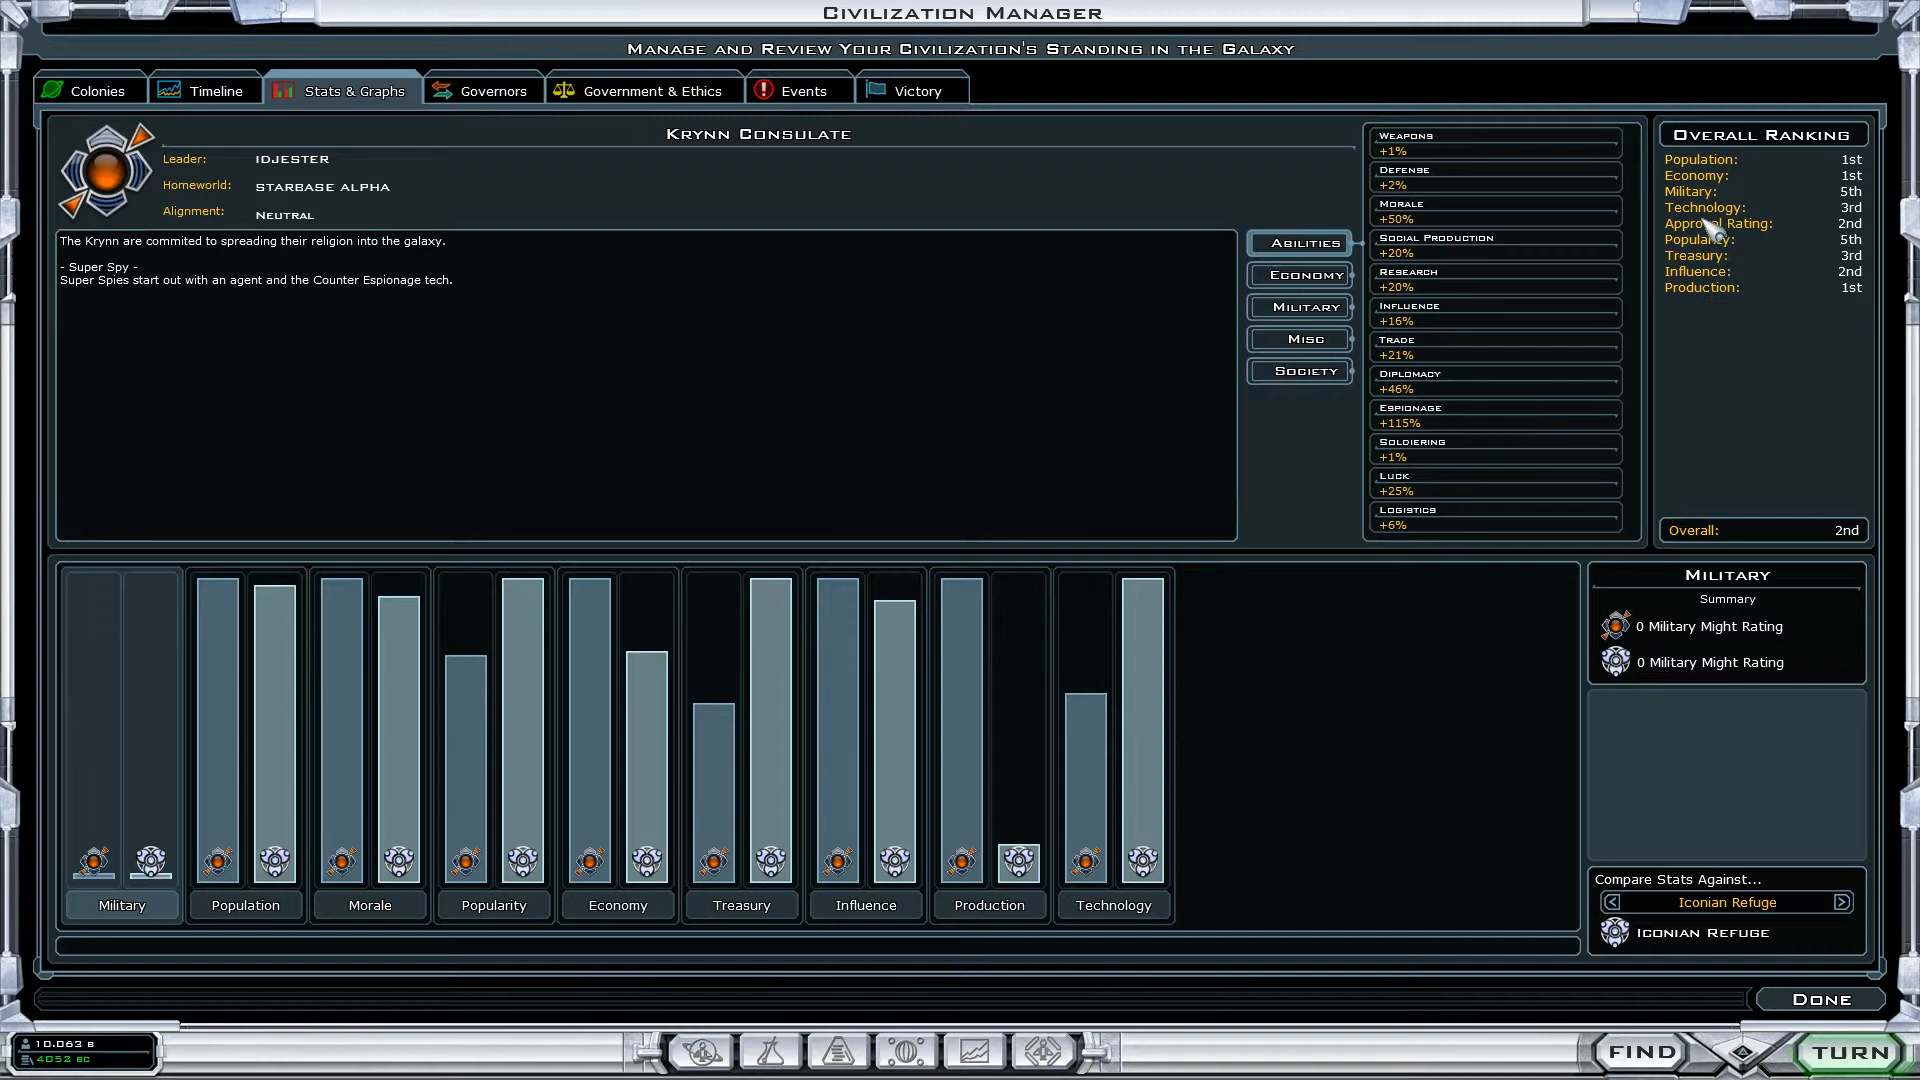 Civilization Manager
Manage and Review Your Civilization's Standing in the Galaxy
Colonies
Timeline
Stats & Graphs
Governors
Government & Ethics
Events
Victory
Krynn Consulate
Leader: IDJESTER
Homeworld: STARBASE ALPHA
Alignment: Neutral
The Krynn are commited to spreading their religion into the galaxy.
- Super Spy -
Super Spies start out with an agent and the Counter Espionage tech.
Abilities
Economy
Military
Misc
Society
Weapons
+1%
Defense
+2%
Morale
+50%
Social Production
+20%
Research
+20%
Influence
+16%
Trade
+21%
Diplomacy
+46%
Espionage
+115%
Soldiering
+1%
Luck
+25%
Logistics
+6%
Overall Ranking
Population: 1st
Economy: 1st
Military: 5th
Technology: 3rd
Approval Rating: 2nd
Popularity: 5th
Treasury: 3rd
Influence: 2nd
Production: 1st
Overall: 2nd
Military
Population
Morale
Popularity
Economy
Treasury
Influence
Production
Technology
Military
Summary
0 Military Might Rating
0 Military Might Rating
Compare Stats Against...
Iconian Refuge
Iconian Refuge
Done
10.063 B
4052 BC
Find
Turn